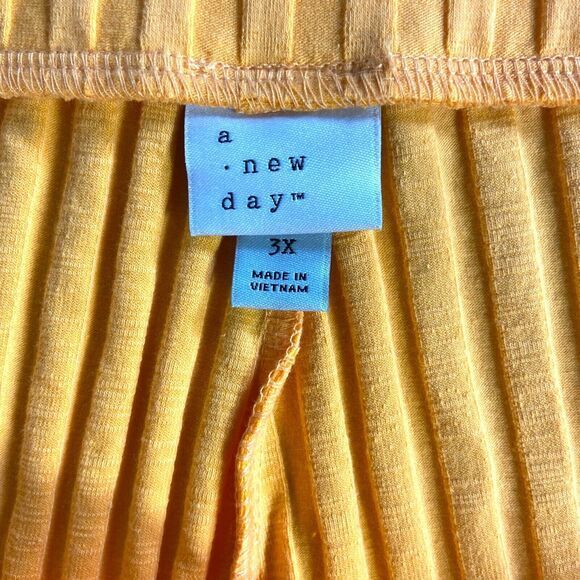 a
· new
day™
3X
MADE IN
VIETNAM